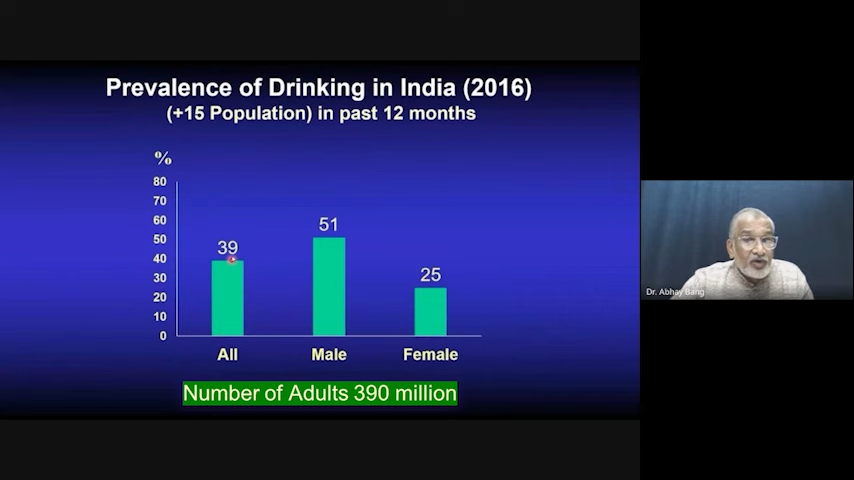 Prevalence of Drinking in India (2016)
(+15 Population) in past 12 months
%
80
70
60
50
40
30
20
10
0
39
51
25
All
Male
Female
Number of Adults 390 million
Dr. Abhay Bang